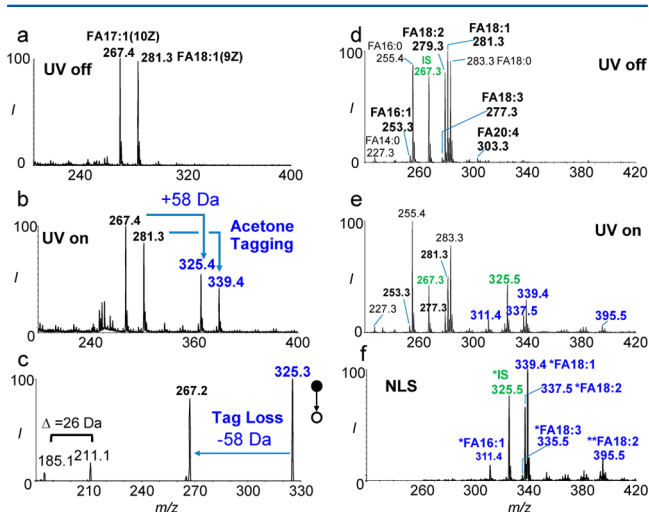 a
FA17:1(10Z)
267.4
281.3 FA18:1(9Z)
UV off
100
I
0
240
320
400
b
+58 Da
267.4
281.3
UV on
Acetone
Tagging
325.4
339.4
100
I
0
240
360
400
c
325.3
267.2
Tag Loss
-58 Da
Δ =26 Da
185.1
211.1
100
I
0
210
240
270
300
330
m/z
d
FA18:2
279.3
FA18:1
281.3
FA16:0
255.4
IS
267.3
283.3 FA18:0
UV off
FA16:1
253.3
FA18:3
277.3
FA14:0
227.3
FA20:4
303.3
100
I
0
260
300
340
380
420
e
255.4
283.3
281.3
267.3
325.5
UV on
339.4
253.3
277.3
227.3
311.4
337.5
395.5
100
I
0
260
300
340
380
420
f
NLS
339.4 *FA18:1
*IS
325.5
337.5 *FA18:2
*FA18:3
335.5
*FA16:1
311.4
**FA18:2
395.5
100
I
0
260
300
340
380
420
m/z